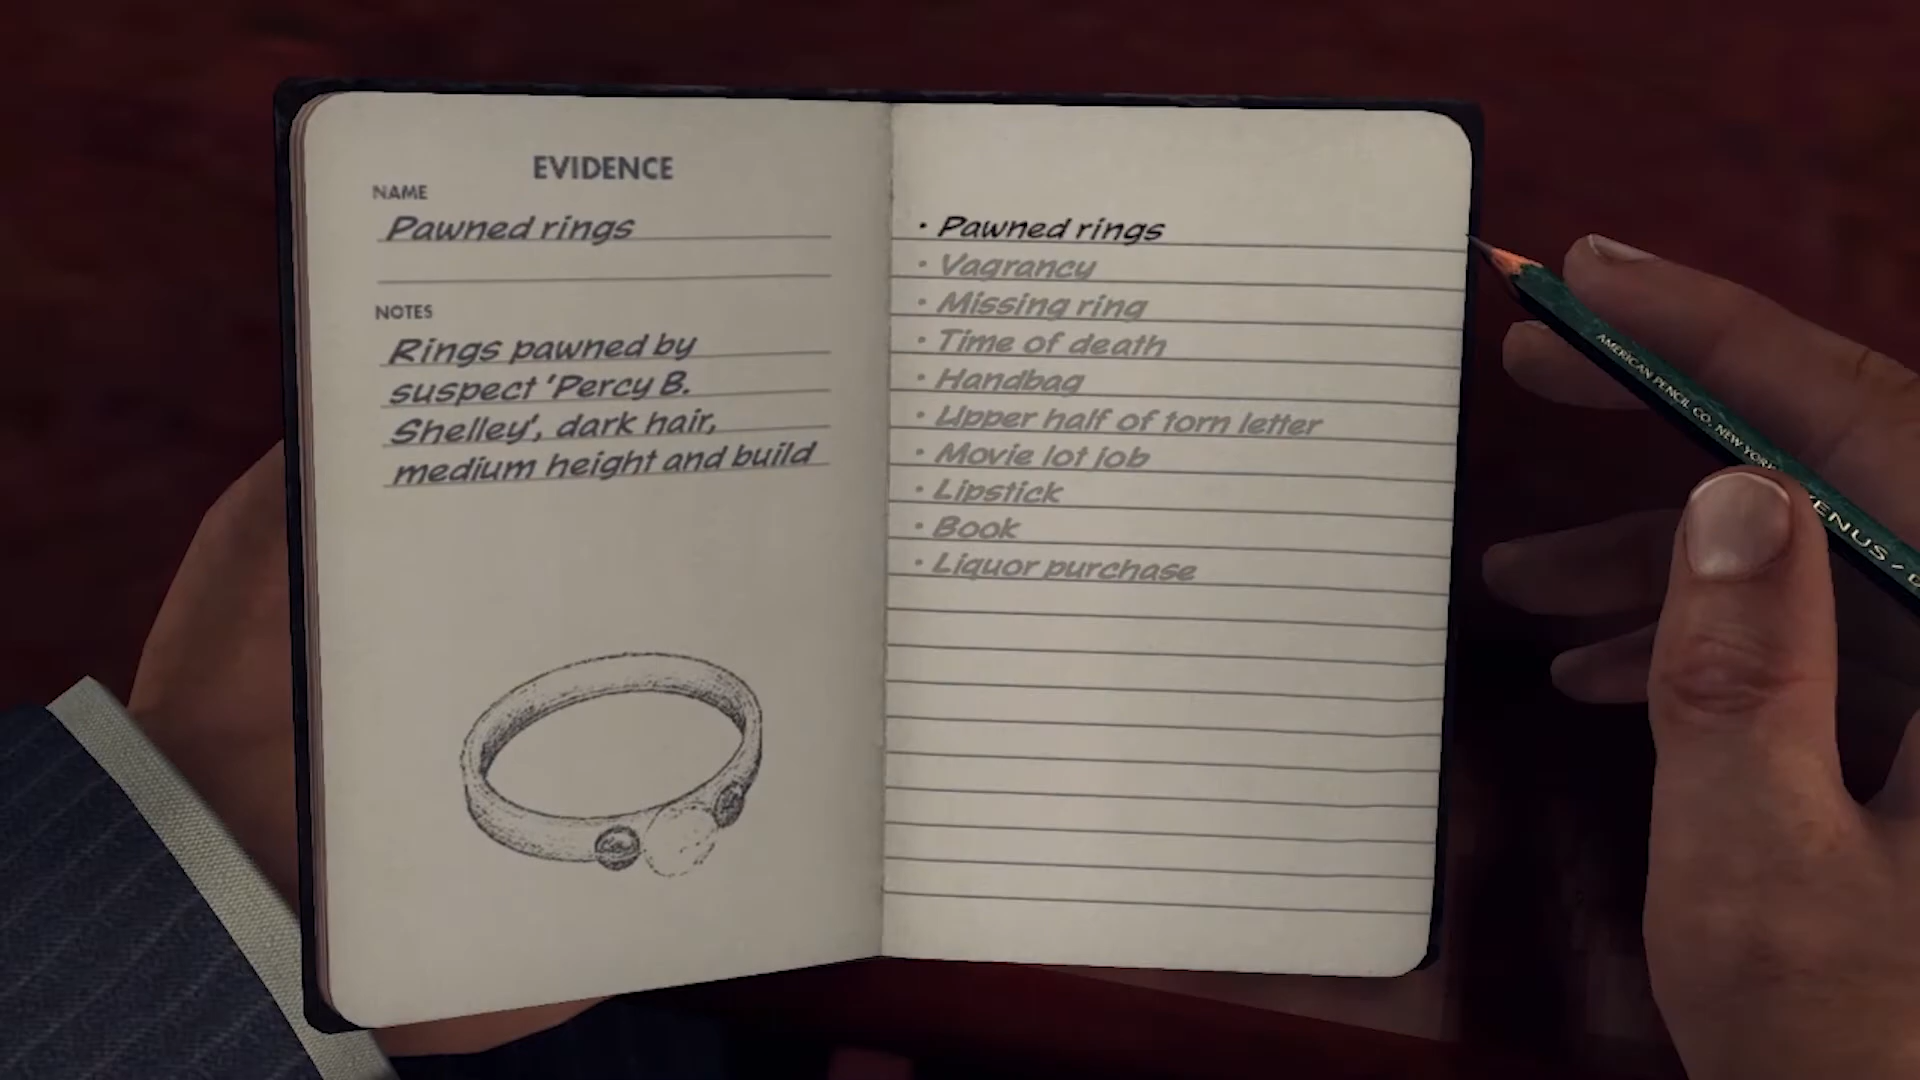 EVIDENCE
NAME
Pawned rings
NOTES
Rings pawned by
suspect 'Percy B.
Shelley', dark hair,
medium height and build
• Pawned rings
• Vagrancy
• Missing ring
• Time of death
• Handbag
• Upper half of torn letter
• Movie lot job
• Lipstick
• Book
• Liquor purchase
AMERICAN PENCIL CO. NEW YORK
VENUS